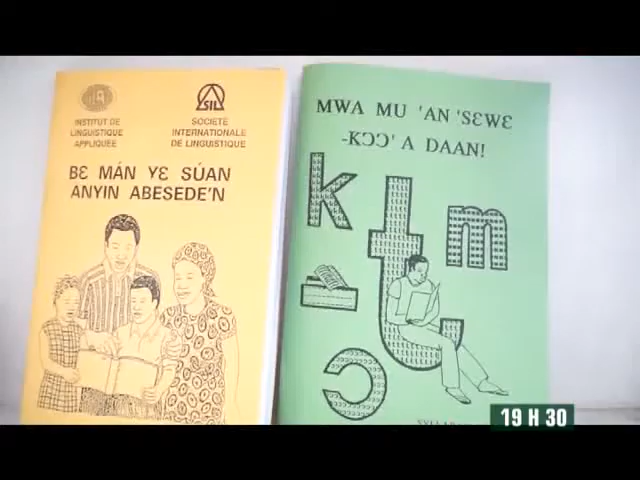 SIL
INSTITUT DE
LINGUISTIQUE
APPLIQUÉE
SOCIÉTÉ
INTERNATIONALE
DE LINGUISTIQUE
BƐ MÁN YƐ SÚAN
ANYIN ABESEDE'N
MWA MU 'AN 'SƐWƐ
-KƆƆ' A DAAN!
k
t
m
ɔ
19 H 30